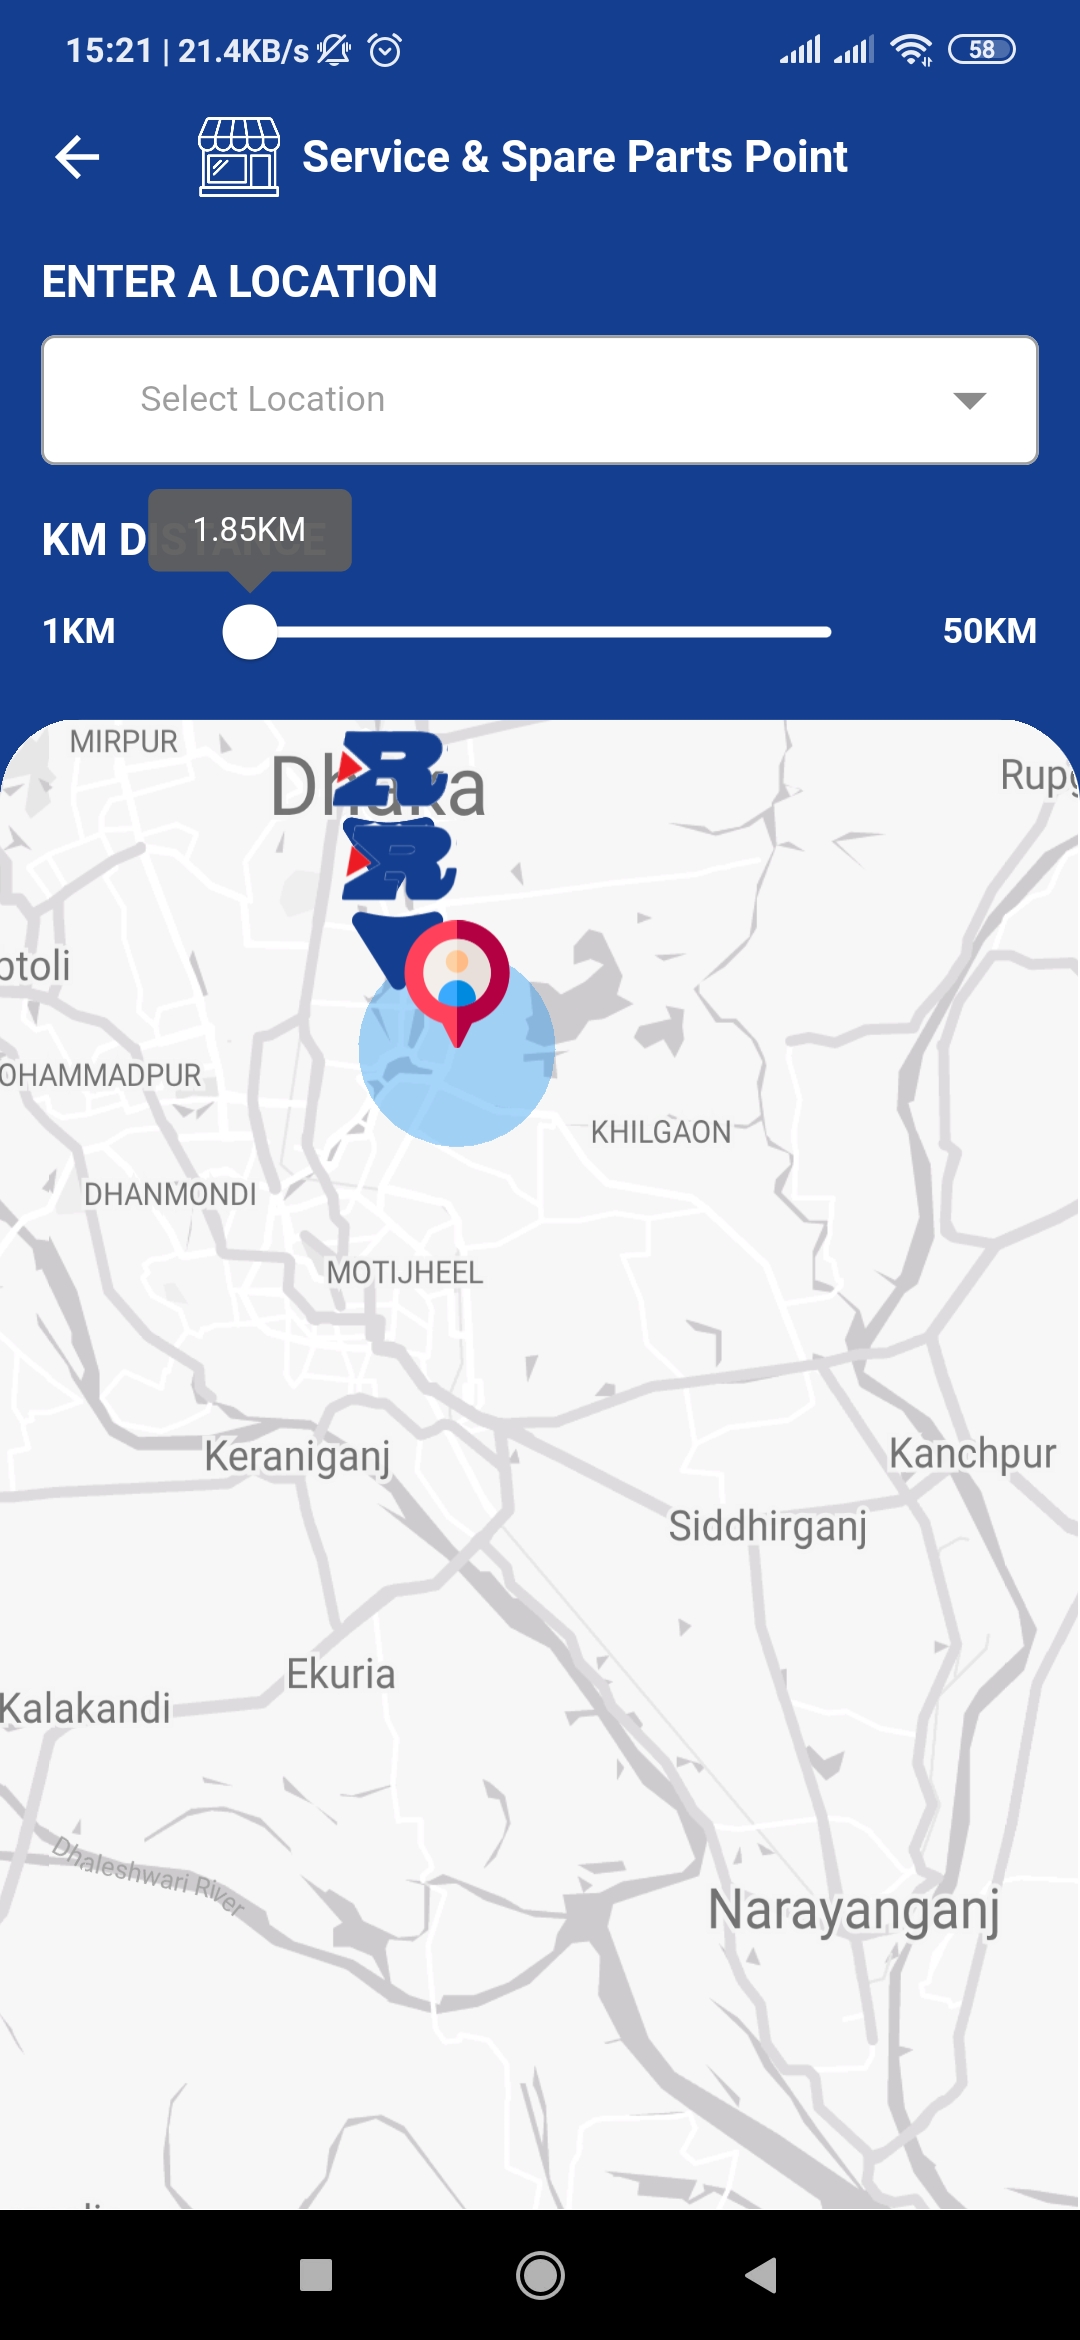 15:21 | 21.4KB/s
58
Service & Spare Parts Point
ENTER A LOCATION
Select Location
KM DISTANCE
1.85KM
1KM
50KM
MIRPUR
Dhaka
MOTIJHEEL
KHILGAON
DHANMONDI
OHAMMADPUR
Keraniganj
Kanchpur
Siddhirganj
Ekuria
Kalakandi
Dhaleshwari River
Narayanganj